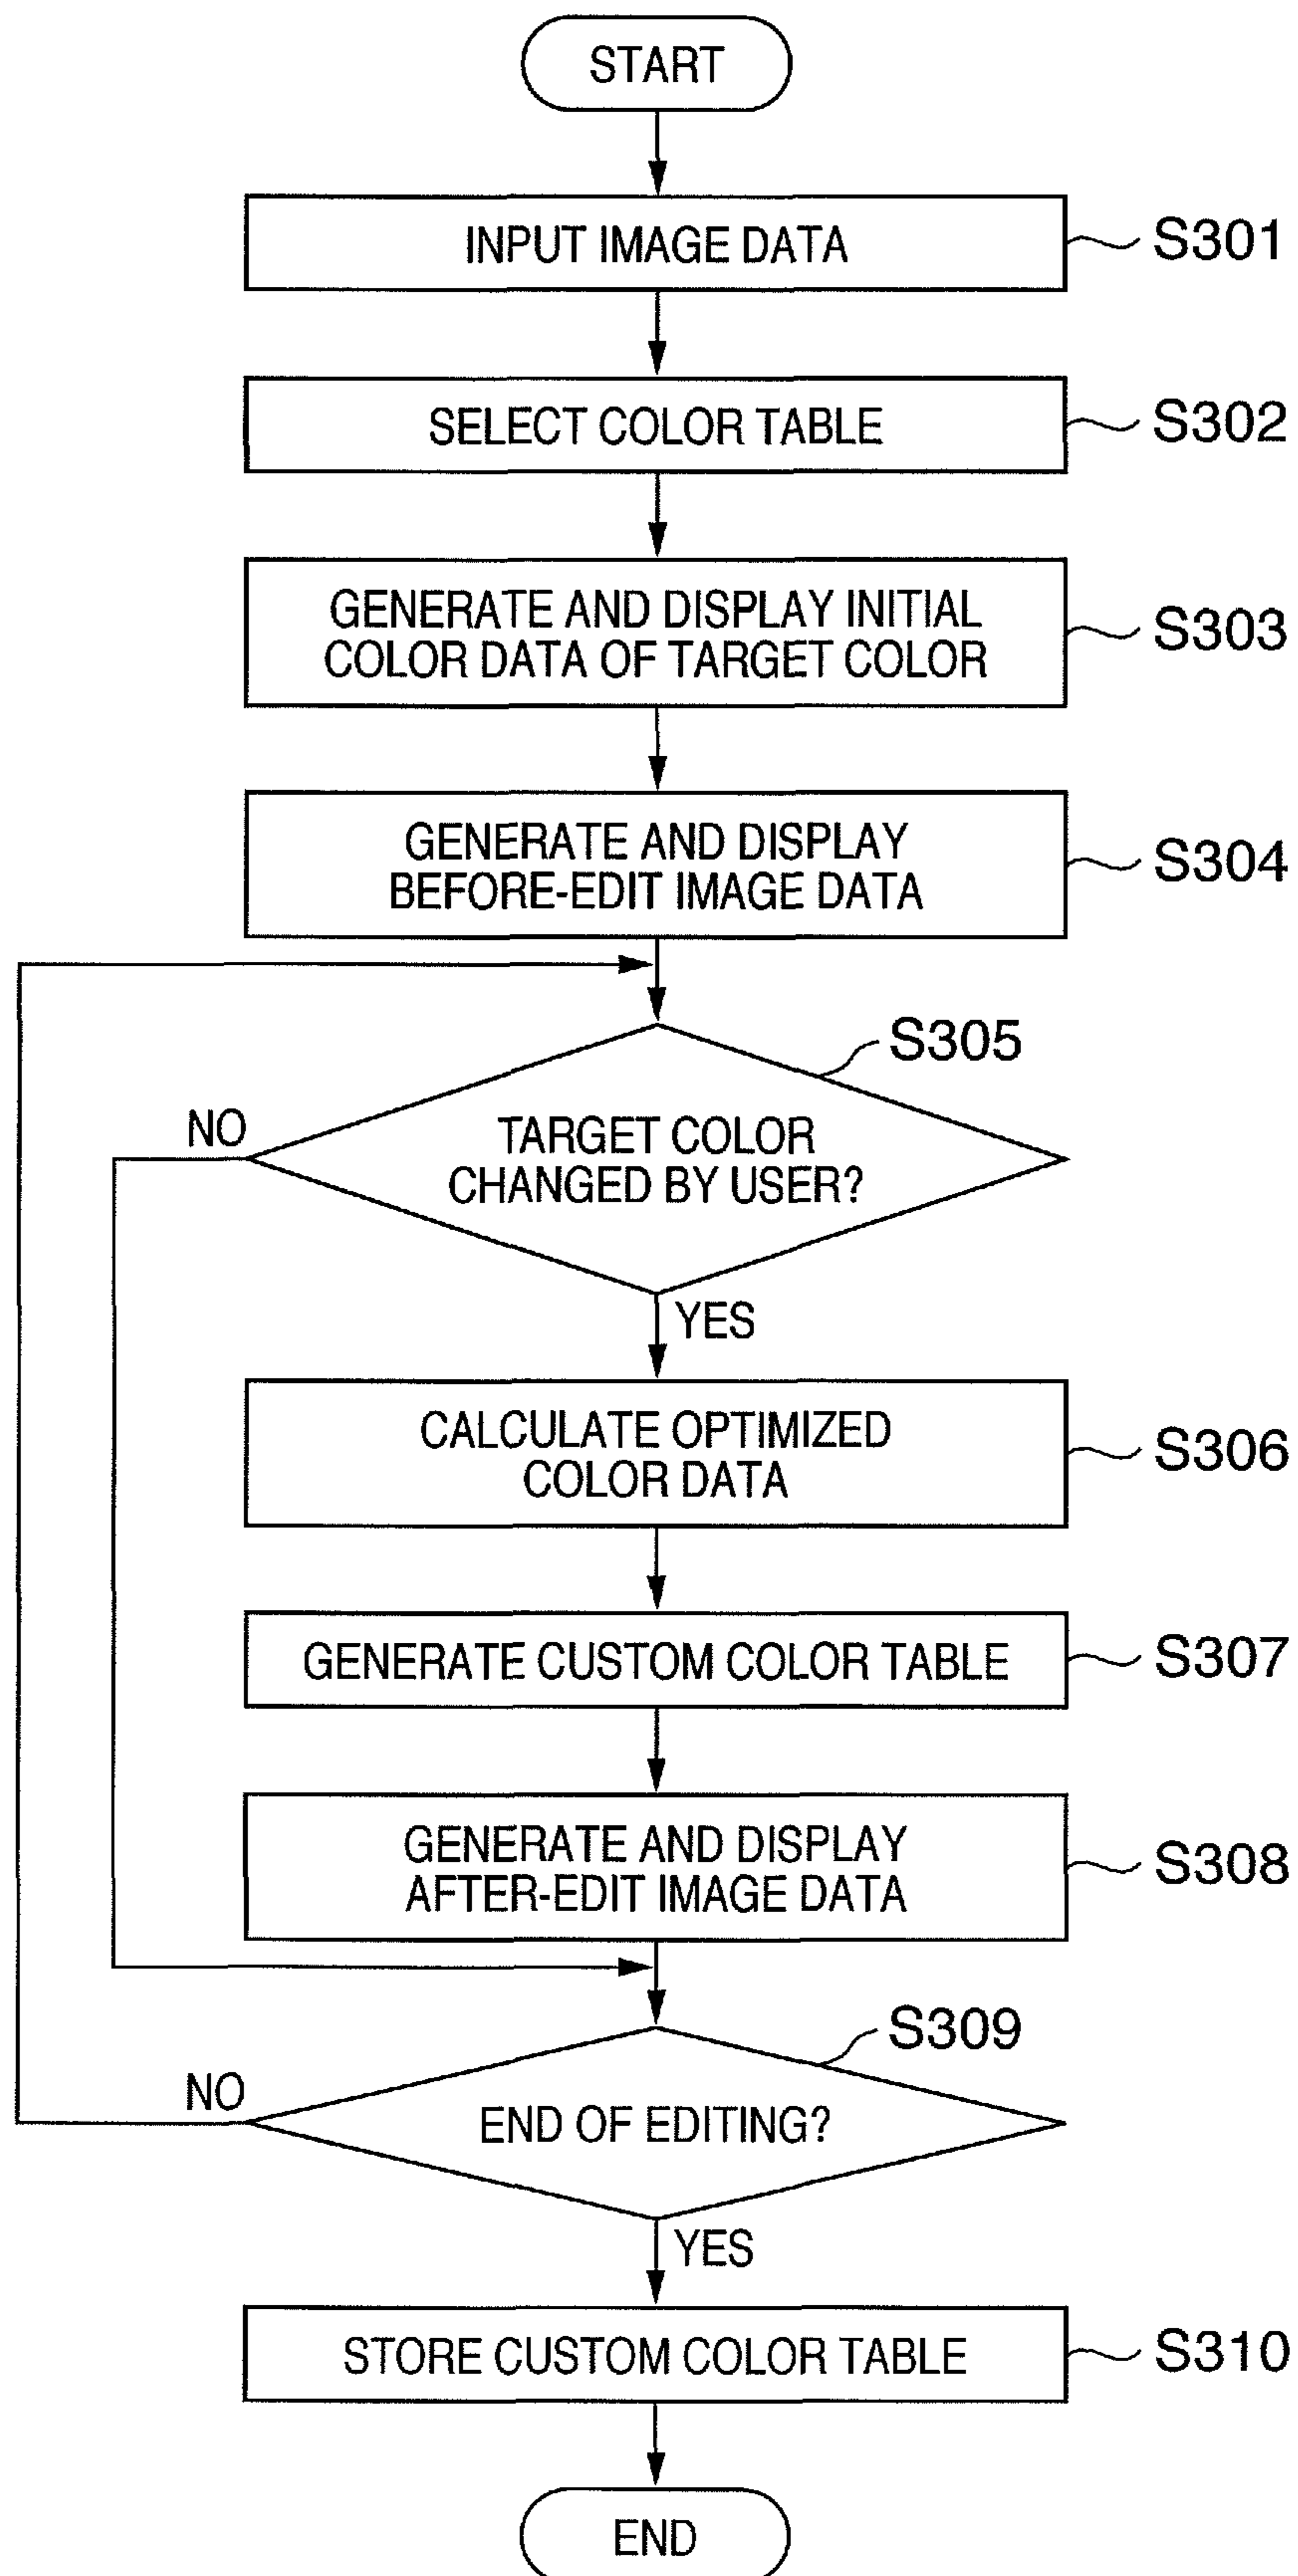 START
INPUT IMAGE DATA
S301
SELECT COLOR TABLE
S302
GENERATE AND DISPLAY INITIAL
COLOR DATA OF TARGET COLOR
S303
GENERATE AND DISPLAY
BEFORE-EDIT IMAGE DATA
S304
S305
NO
TARGET COLOR
CHANGED BY USER?
YES
CALCULATE OPTIMIZED
COLOR DATA
S306
GENERATE CUSTOM COLOR TABLE
S307
GENERATE AND DISPLAY
AFTER-EDIT IMAGE DATA
S308
S309
NO
END OF EDITING?
YES
STORE CUSTOM COLOR TABLE
S310
END